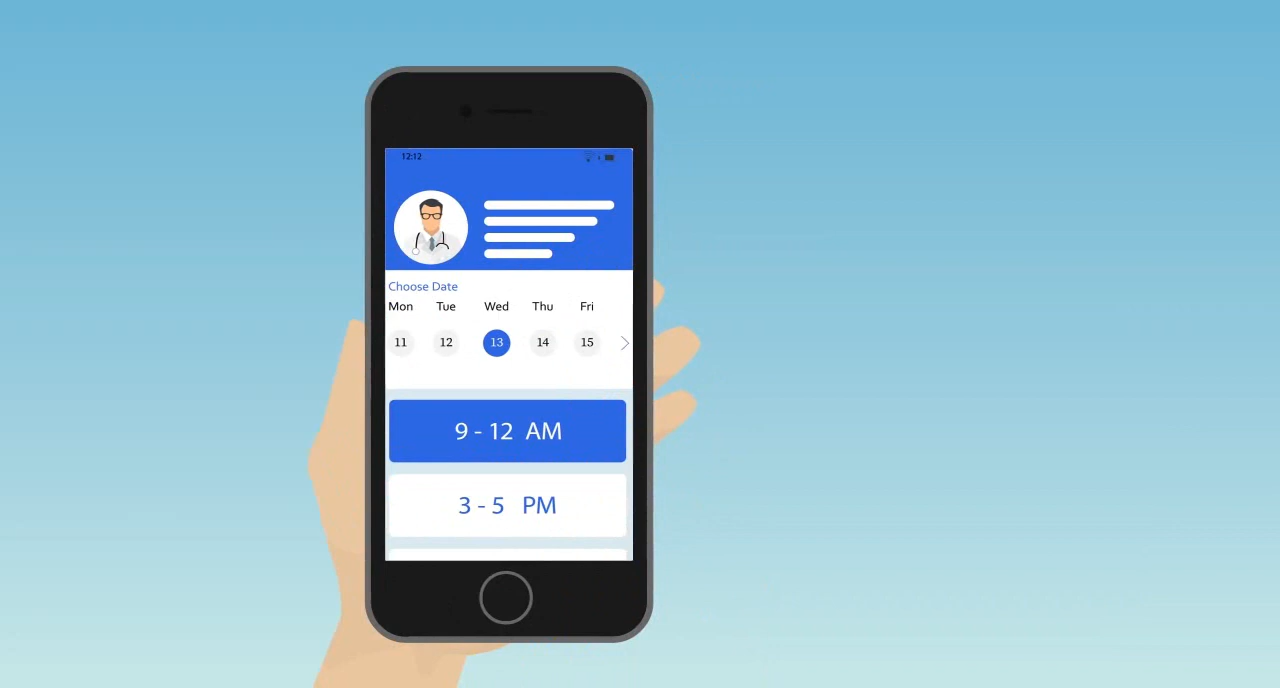 12:12
Choose Date
Mon Tue Wed Thu Fri
11 12 13 14 15
9 - 12 AM
3 - 5 PM